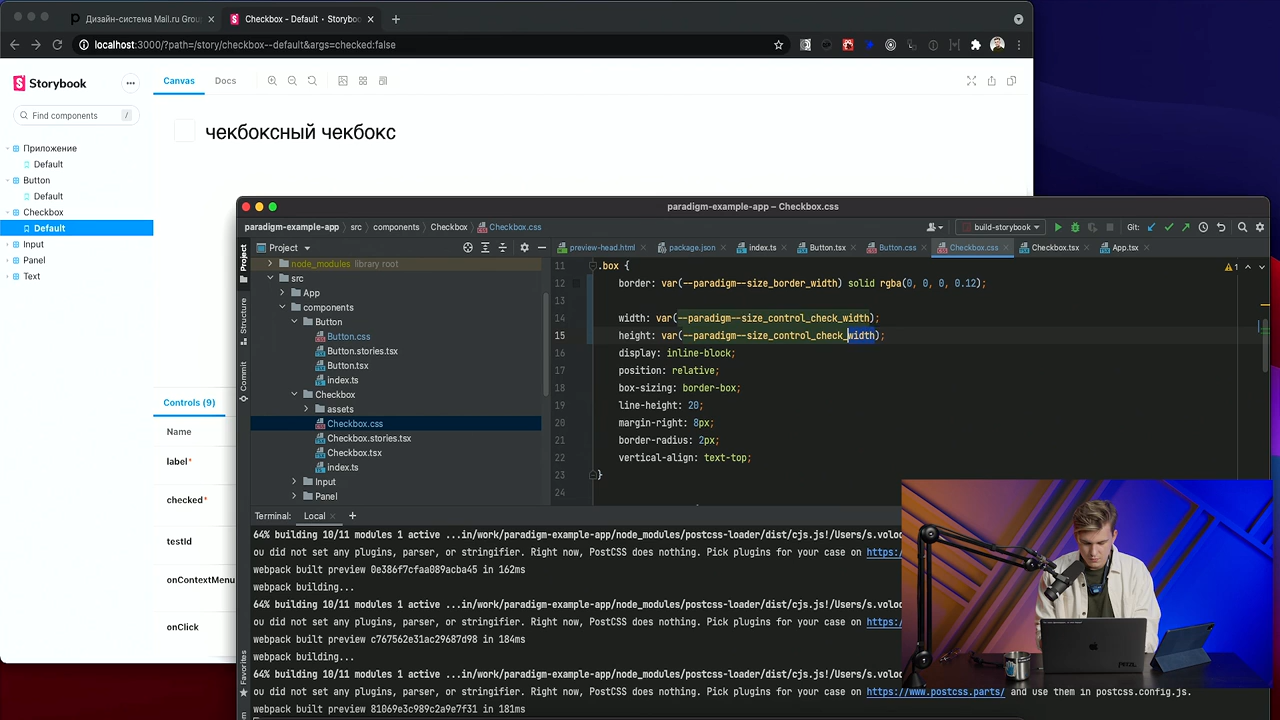 Дизайн-система Mail.ru Grou
Checkbox - Default • Storyboo
localhost:3000/?path=/story/checkbox--default&args=checked:false
Storybook
Canvas
Docs
Find components
/
Приложение
Default
Button
Default
Checkbox
Default
Input
Panel
Text
чекбоксный чекбокс
Controls (9)
Name
label*
checked*
testId
onContextMenu
onClick
paradigm-example-app – Checkbox.css
paradigm-example-app
src
components
Checkbox
Checkbox.css
build-storybook
Git:
Project
preview-head.html
package.json
index.ts
Button.tsx
Button.css
Checkbox.css
Checkbox.tsx
App.tsx
Project
Structure
Commit
Favorites
node_modules library root
src
App
components
Button
Button.css
Button.stories.tsx
Button.tsx
index.ts
Checkbox
assets
Checkbox.css
Checkbox.stories.tsx
Checkbox.tsx
index.ts
Input
Panel
1
11 .box {
12 border: var(--paradigm--size_border_width) solid rgba(0, 0, 0, 0.12);
13
14 width: var(--paradigm--size_control_check_width);
15 height: var(--paradigm--size_control_check_width);
16 display: inline-block;
17 position: relative;
18 box-sizing: border-box;
19 line-height: 20;
20 margin-right: 8px;
21 border-radius: 2px;
22 vertical-align: text-top;
23 }
24
Terminal: Local
64% building 10/11 modules 1 active ...in/work/paradigm-example-app/node_modules/postcss-loader/dist/cjs.js!/Users/s.voloc
ou did not set any plugins, parser, or stringifier. Right now, PostCSS does nothing. Pick plugins for your case on https:/
webpack built preview 0e386f7cfaa089acba45 in 162ms
webpack building...
64% building 10/11 modules 1 active ...in/work/paradigm-example-app/node_modules/postcss-loader/dist/cjs.js!/Users/s.voloc
ou did not set any plugins, parser, or stringifier. Right now, PostCSS does nothing. Pick plugins for your case on https:/
webpack built preview c767562e31ac29687d98 in 184ms
webpack building...
64% building 10/11 modules 1 active ...in/work/paradigm-example-app/node_modules/postcss-loader/dist/cjs.js!/Users/s.voloc
ou did not set any plugins, parser, or stringifier. Right now, PostCSS does nothing. Pick plugins for your case on https://www.postcss.parts/ and use them in postcss.config.js.
webpack built preview 81069e3c989c2a9e7f31 in 181ms